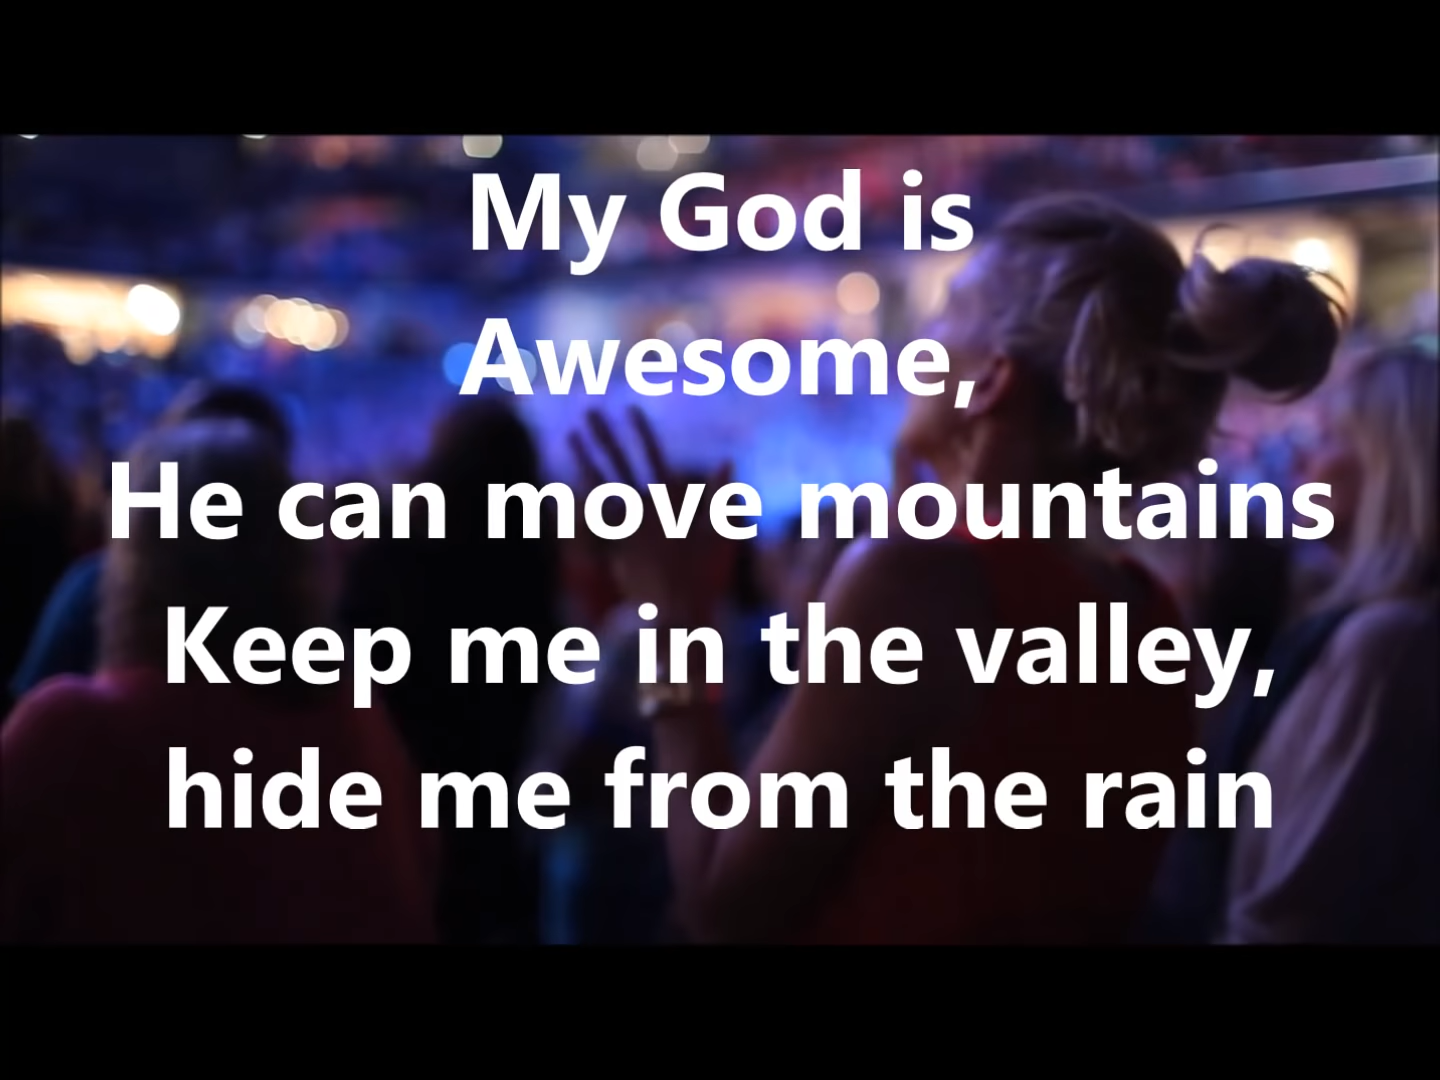 My God is
Awesome,
He can move mountains
Keep me in the valley,
hide me from the rain